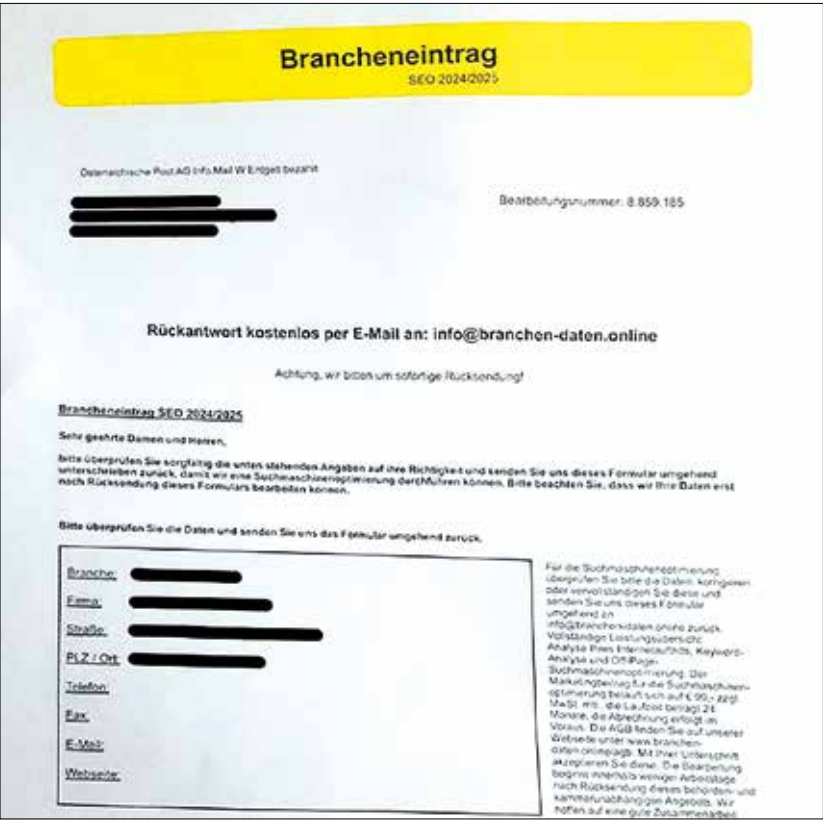 Brancheneintrag
SEO 2024/2025
Österreichische Post AG Info.Mail W Entgelt bezahlt
Bearbeitungsnummer: 8.859.185
Rückantwort kostenlos per E-Mail an: info@branchen-daten.online
Achtung, wir bitten um sofortige Rücksendung!
Brancheneintrag SEO 2024/2025
Sehr geehrte Damen und Herren,
bitte überprüfen Sie sorgfältig die unten stehenden Angaben auf ihre Richtigkeit und senden Sie uns dieses Formular umgehend
unterschrieben zurück, damit wir eine Suchmaschinenoptimierung durchführen können. Bitte beachten Sie, dass wir Ihre Daten erst
nach Rücksendung dieses Formulars bearbeiten können.
Bitte überprüfen Sie die Daten und senden Sie uns das Formular umgehend zurück.
Branche:
Firma:
Straße:
PLZ / Ort:
Telefon:
Fax:
E-Mail:
Webseite:
Für die Suchmaschinenoptimierung
überprüfen Sie bitte die Daten, korrigieren
oder vervollständigen Sie diese und
senden Sie uns dieses Formular
umgehend an
info@branchen-daten.online zurück.
Vollständige Leistungsübersicht:
Analyse Ihres Internetauftritts, Keyword-
Analyse und Off-Page-
Suchmaschinenoptimierung. Der
Marketingbeitrag für die Suchmaschinen-
optimierung beläuft sich auf € 99,- zzgl.
MwSt. mtl., die Laufzeit beträgt 24
Monate, die Abrechnung erfolgt im
Voraus. Die AGB finden Sie auf unserer
Webseite unter www.branchen-
daten.online/agb. Mit Ihrer Unterschrift
akzeptieren Sie diese. Die Bearbeitung
beginnt innerhalb weniger Arbeitstage
nach Rücksendung dieses behörden- und
kammerunabhängigen Angebots. Wir
hoffen auf eine gute Zusammenarbeit.